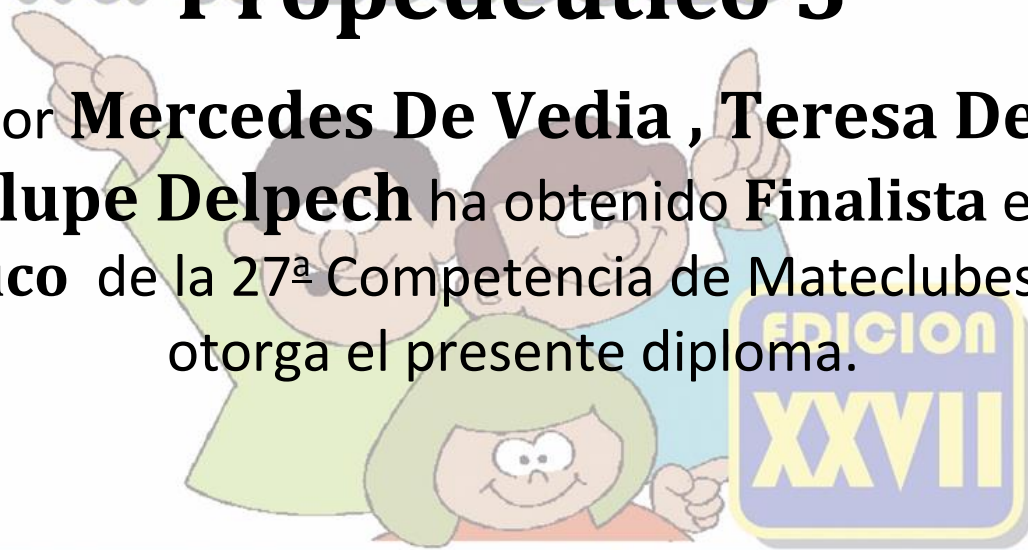 Propedéutico 3
or Mercedes De Vedia , Teresa De
lupe Delpech ha obtenido Finalista e
ico de la 27ª Competencia de Mateclubes
otorga el presente diploma.
EDICION
XXVII